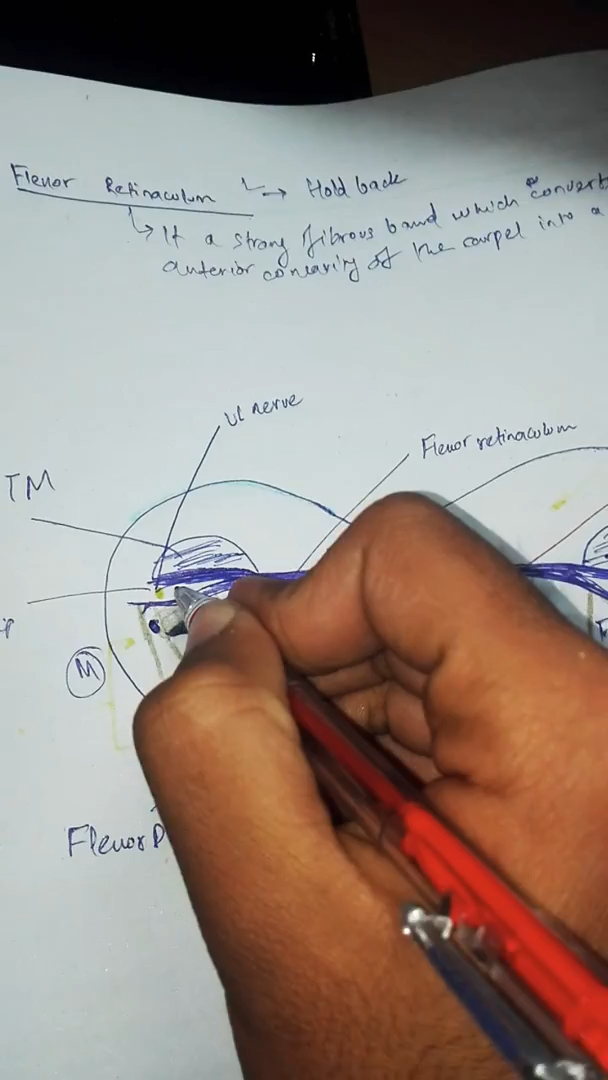 Flexor Retinaculum ↳→ Hold back
↳ It a strong fibrous band which convert
anterior concavity of the carpel into a
Ul nerve
Flexor retinaculum
TM
M
Flexor P